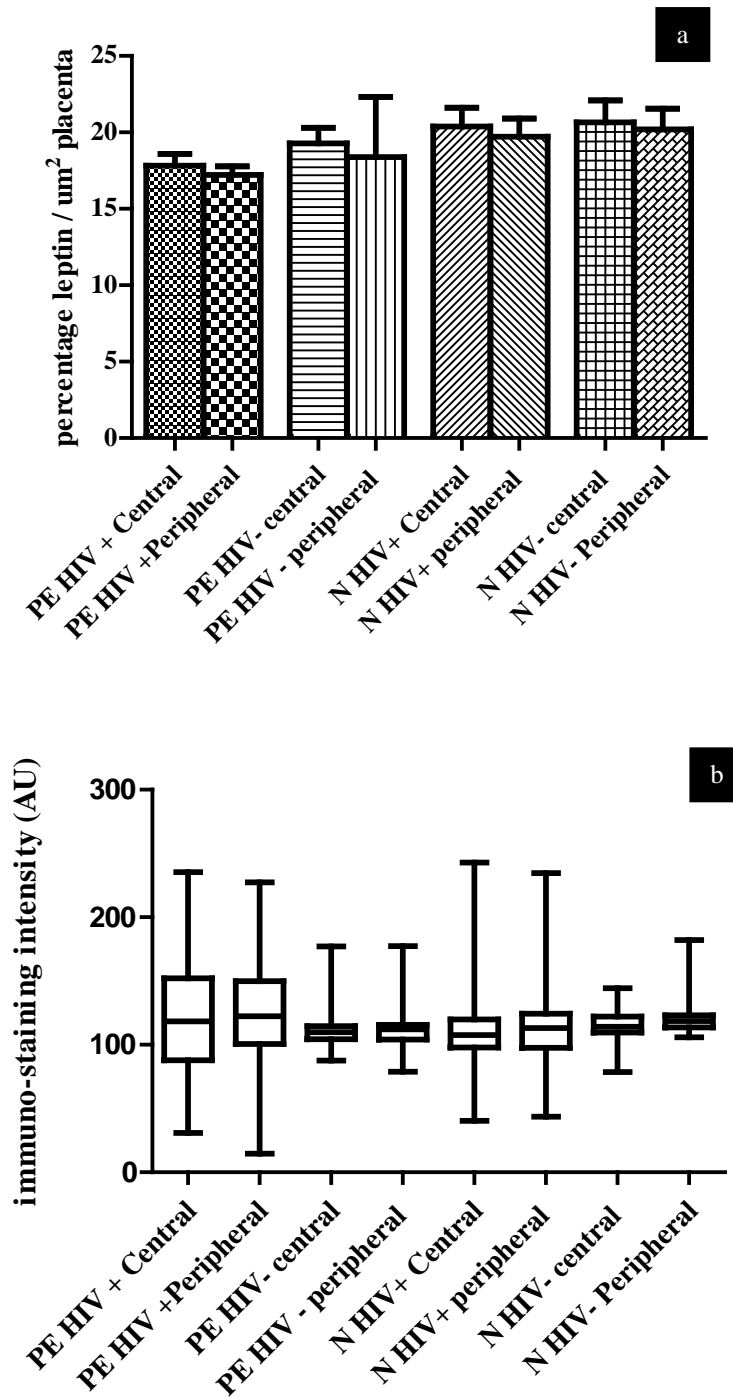 a
percentage leptin / um² placenta
25
20
15
10
5
0
PE HIV + Central
PE HIV +Peripheral
PE HIV- central
PE HIV - peripheral
N HIV+ Central
N HIV+ peripheral
N HIV- central
N HIV- Peripheral
b
immuno-staining intensity (AU)
300
200
100
0
PE HIV + Central
PE HIV +Peripheral
PE HIV- central
PE HIV - peripheral
N HIV+ Central
N HIV+ peripheral
N HIV- central
N HIV- Peripheral